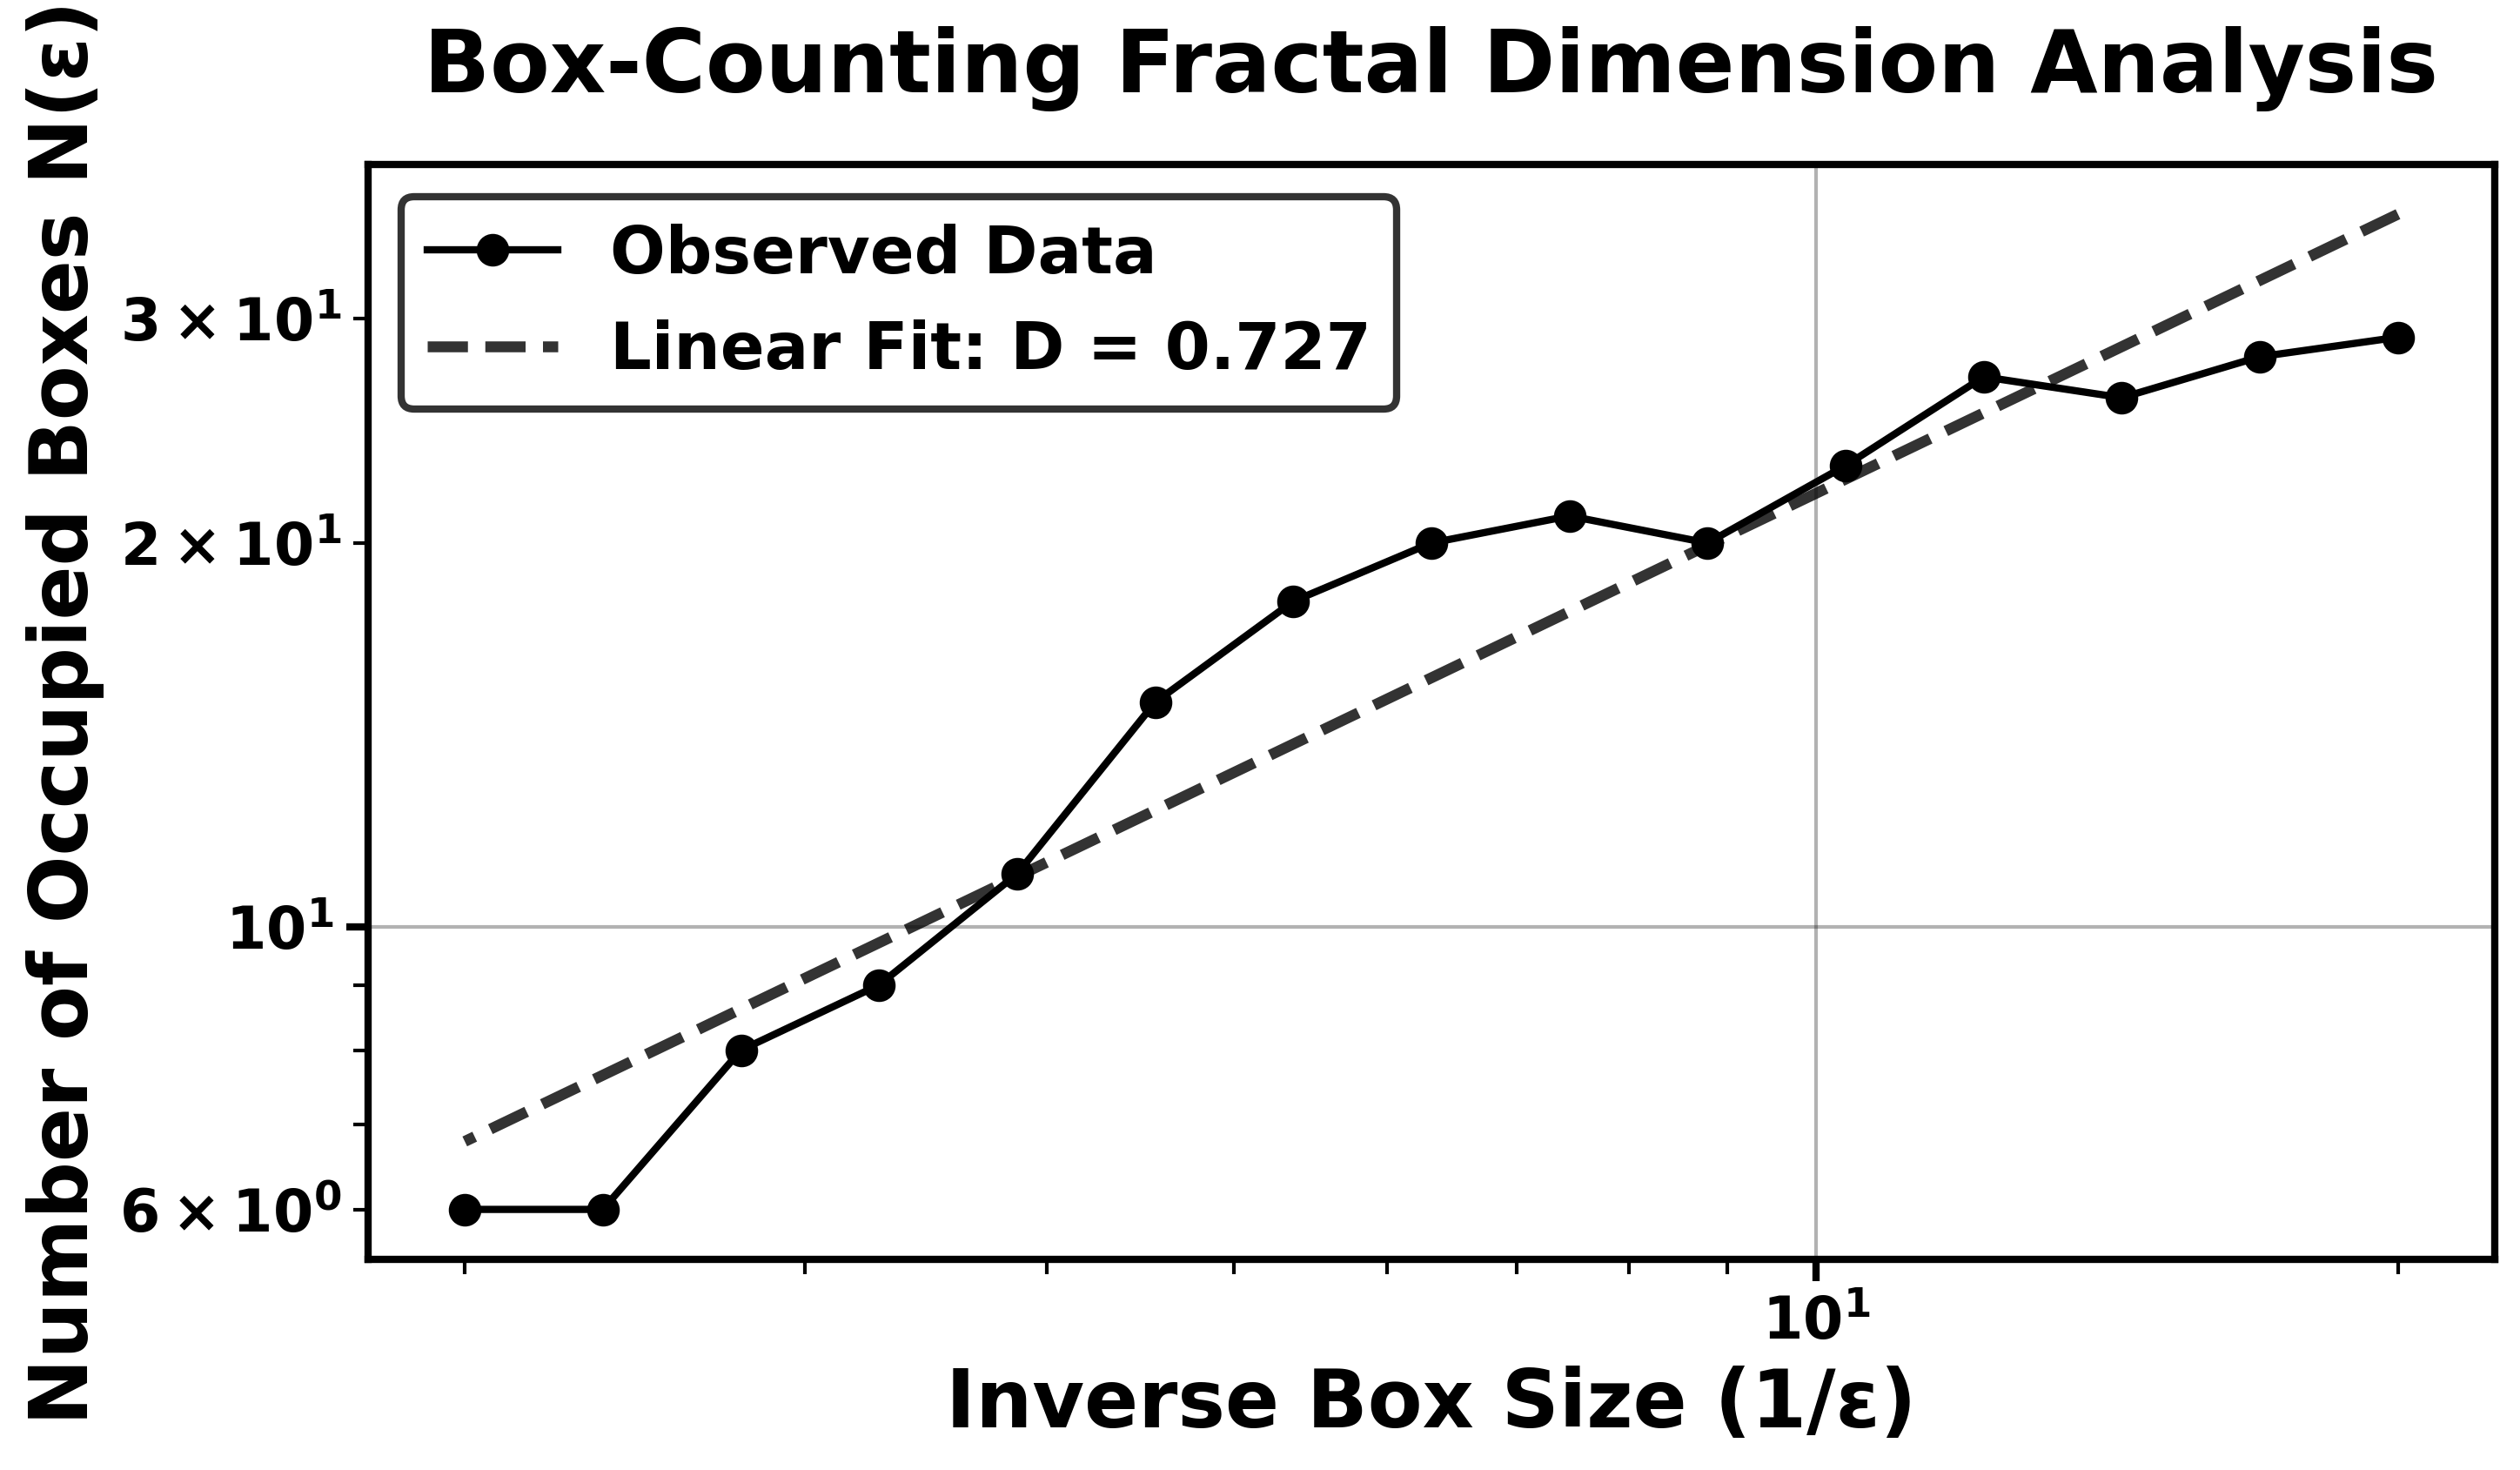 Box-Counting Fractal Dimension Analysis
Number of Occupied Boxes N(ε)
Observed Data
Linear Fit: D = 0.727
3 × 10¹
2 × 10¹
10¹
6 × 10⁰
10¹
Inverse Box Size (1/ε)